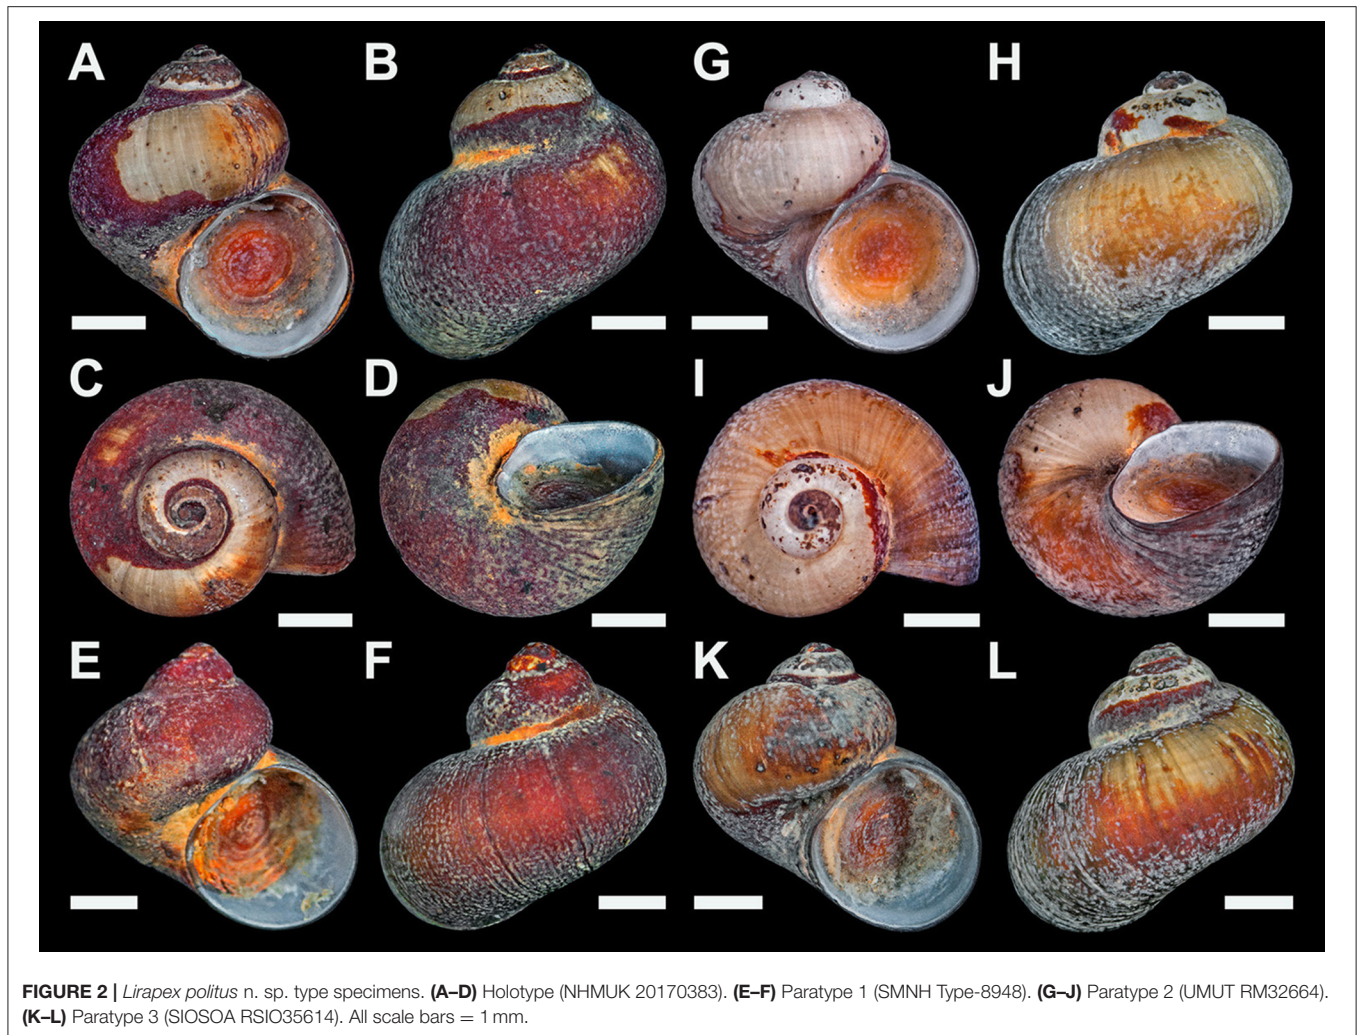 A B G H
C D I J
E F K L
FIGURE 2 | Lirapex politus n. sp. type specimens. (A–D) Holotype (NHMUK 20170383). (E–F) Paratype 1 (SMNH Type-8948). (G–J) Paratype 2 (UMUT RM32664).
(K–L) Paratype 3 (SIOSOA RSIO35614). All scale bars = 1 mm.